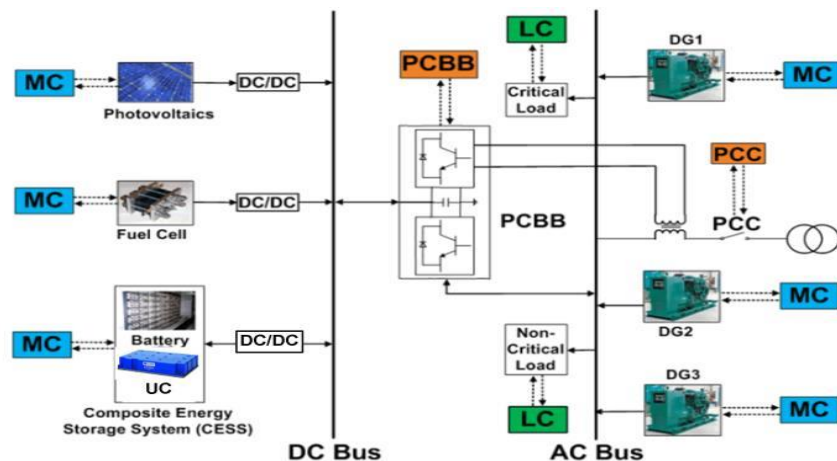 MC
Photovoltaics
DC/DC
MC
Fuel Cell
DC/DC
MC
Battery
UC
DC/DC
Composite Energy
Storage System (CESS)
DC Bus
PCBB
PCBB
LC
Critical
Load
Non-
Critical
Load
LC
AC Bus
DG1
MC
PCC
PCC
DG2
MC
DG3
MC